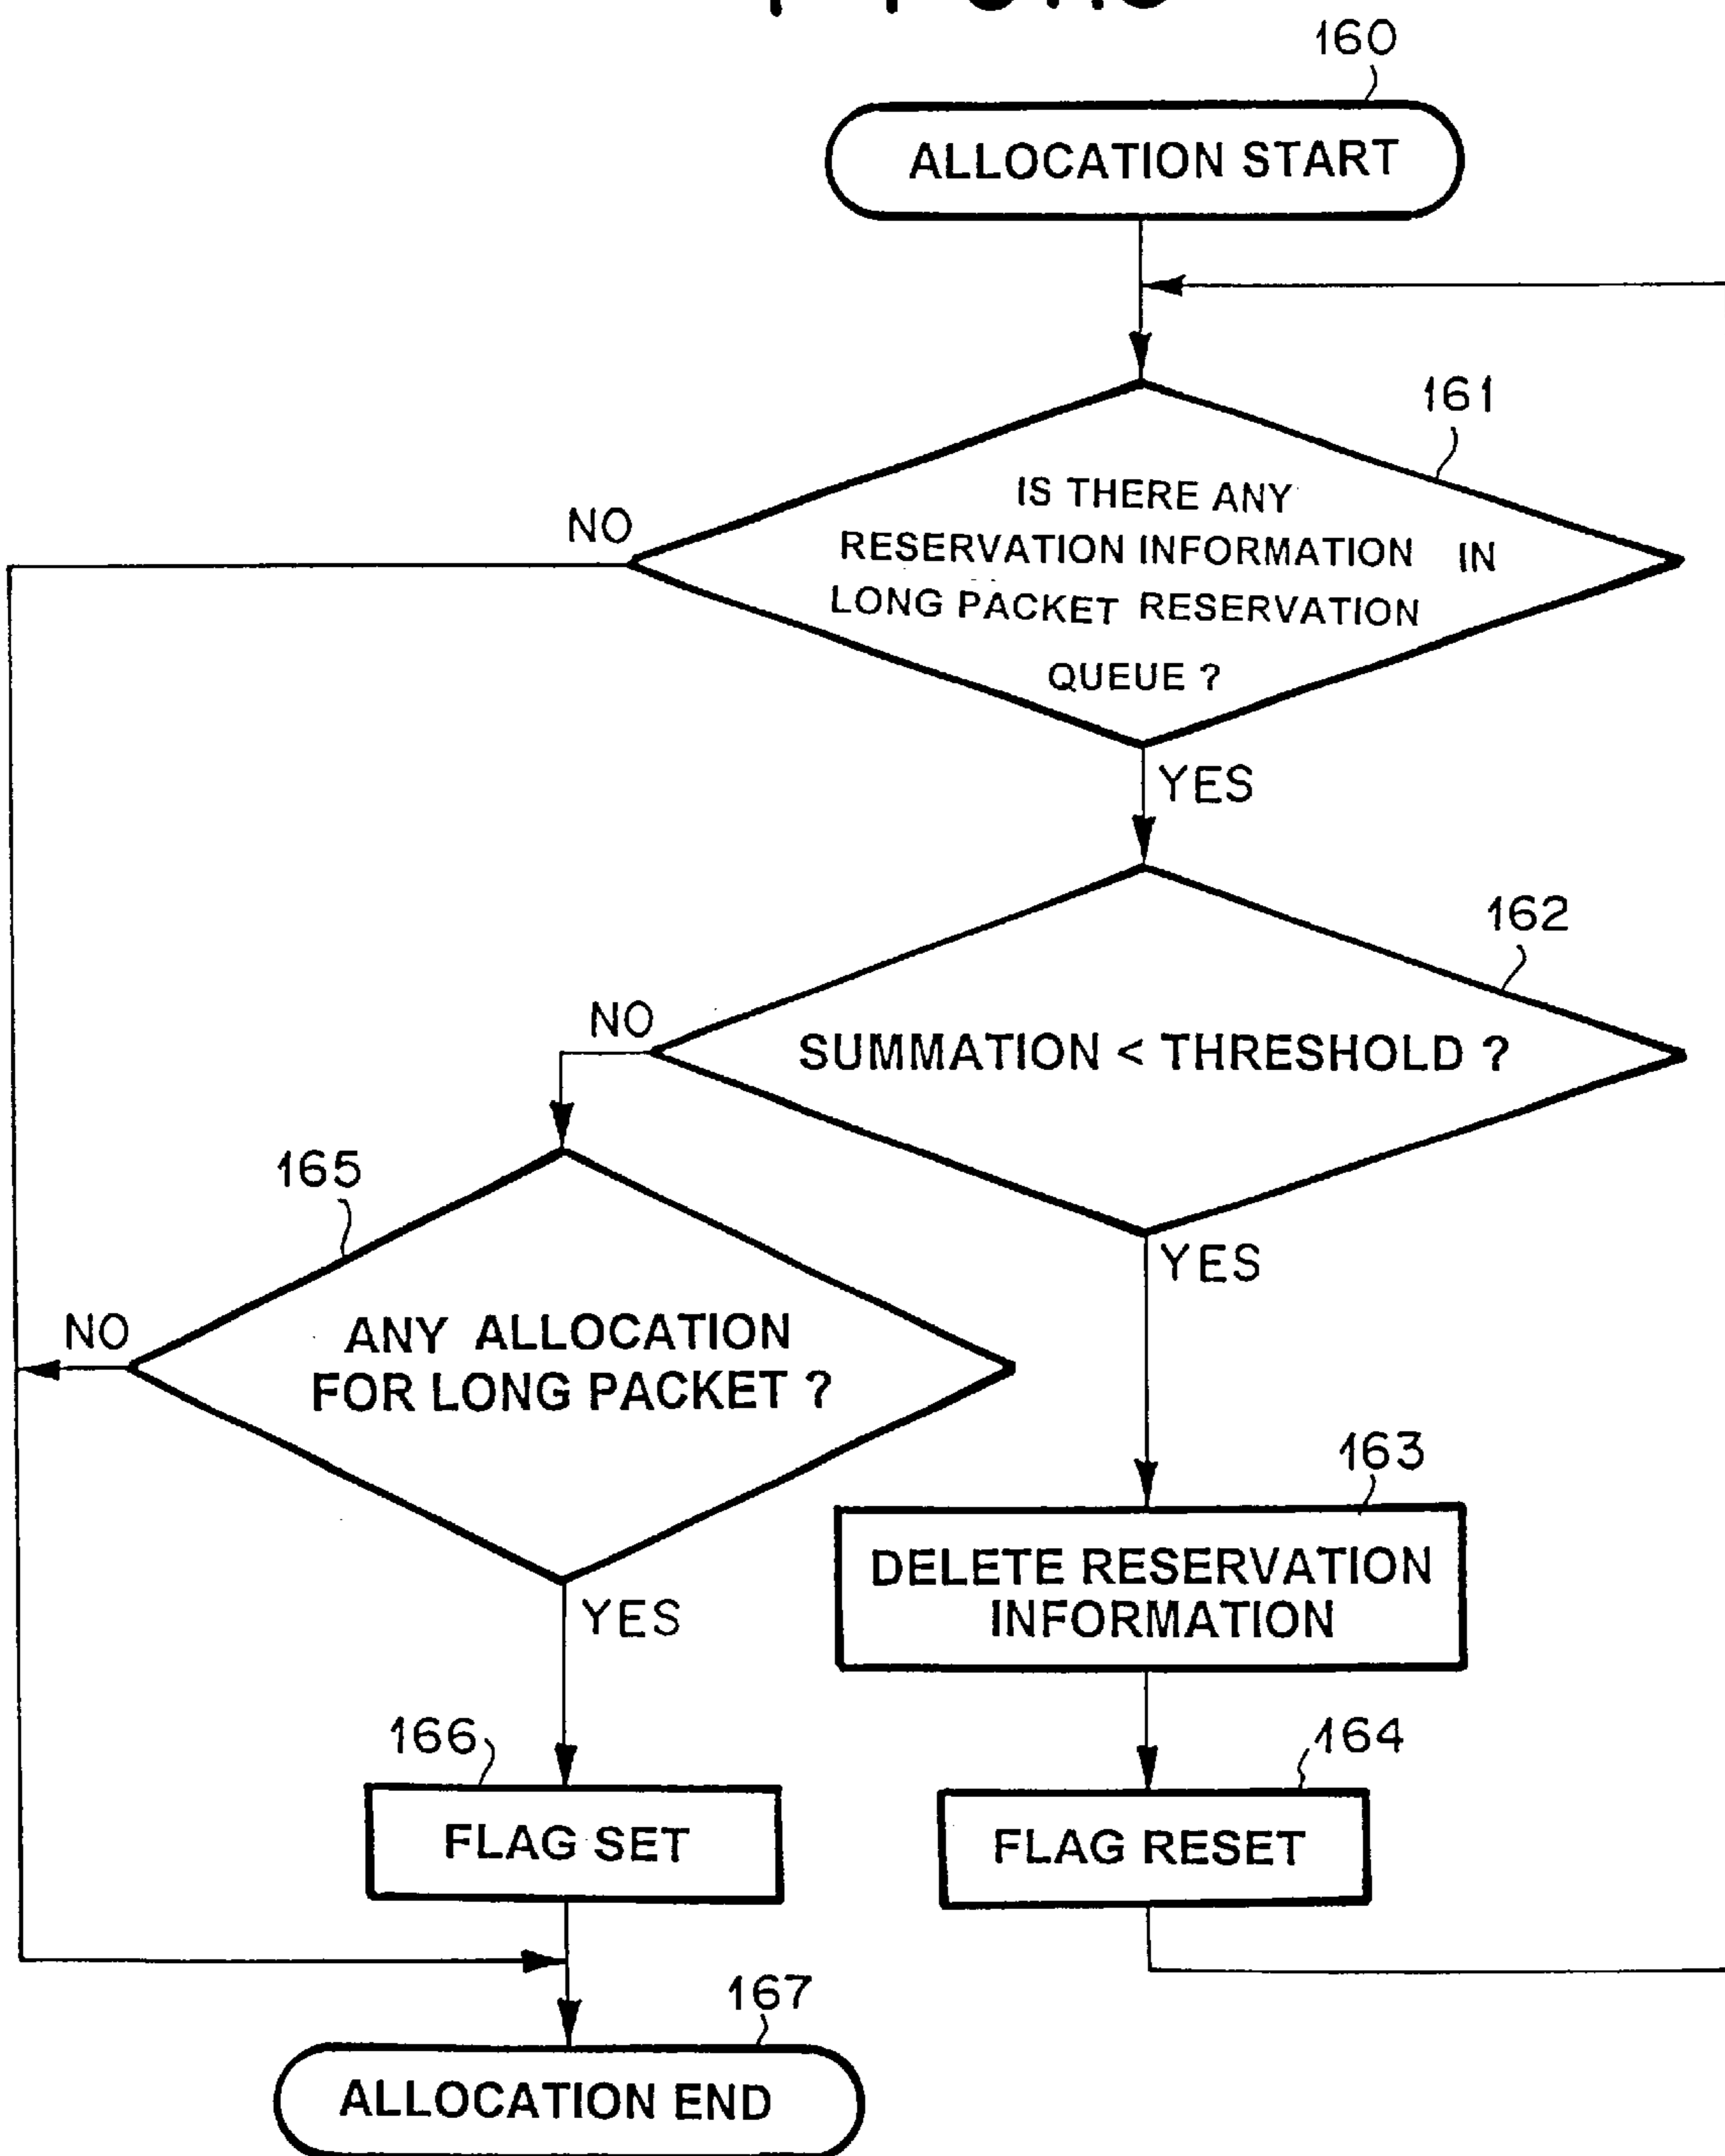 160
ALLOCATION START
161
IS THERE ANY
RESERVATION INFORMATION IN
LONG PACKET RESERVATION
QUEUE ?
NO
YES
162
NO
SUMMATION < THRESHOLD ?
165
YES
NO
ANY ALLOCATION
FOR LONG PACKET ?
163
DELETE RESERVATION
INFORMATION
YES
166
164
FLAG SET
FLAG RESET
167
ALLOCATION END